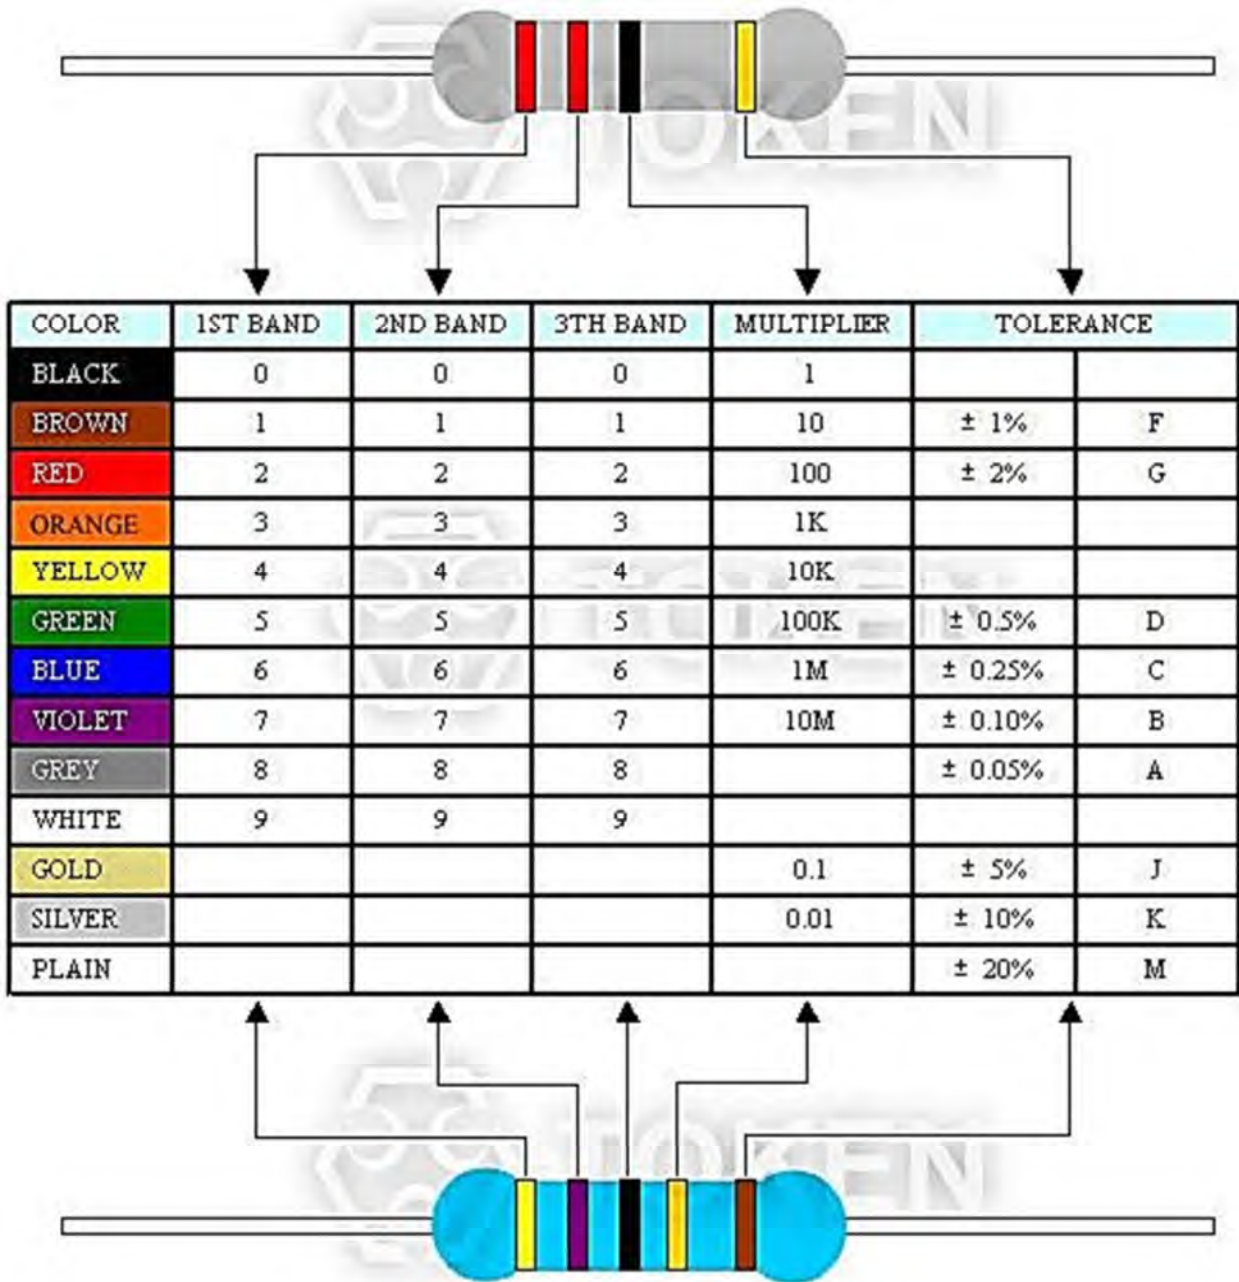 TOKEN
COLOR 1ST BAND 2ND BAND 3TH BAND MULTIPLIER TOLERANCE
BLACK 0 0 0 1
BROWN 1 1 1 10 ± 1% F
RED 2 2 2 100 ± 2% G
ORANGE 3 3 3 1K
YELLOW 4 4 4 10K
TOKEN
GREEN 5 5 5 100K ± 0.5% D
BLUE 6 6 6 1M ± 0.25% C
VIOLET 7 7 7 10M ± 0.10% B
GREY 8 8 8 ± 0.05% A
WHITE 9 9 9
GOLD 0.1 ± 5% J
SILVER 0.01 ± 10% K
PLAIN ± 20% M
TOKEN